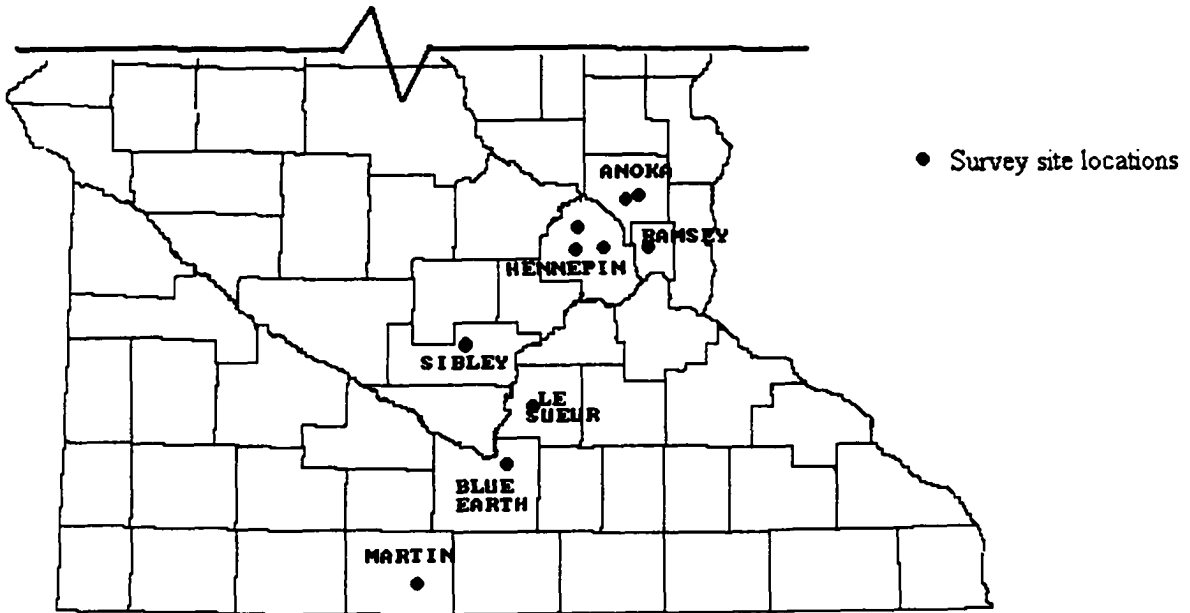 ANOKA
Survey site locations
RAMSEY
HENNEPIN
SIBLEY
LE
SUEUR
BLUE
EARTH
MARTIN